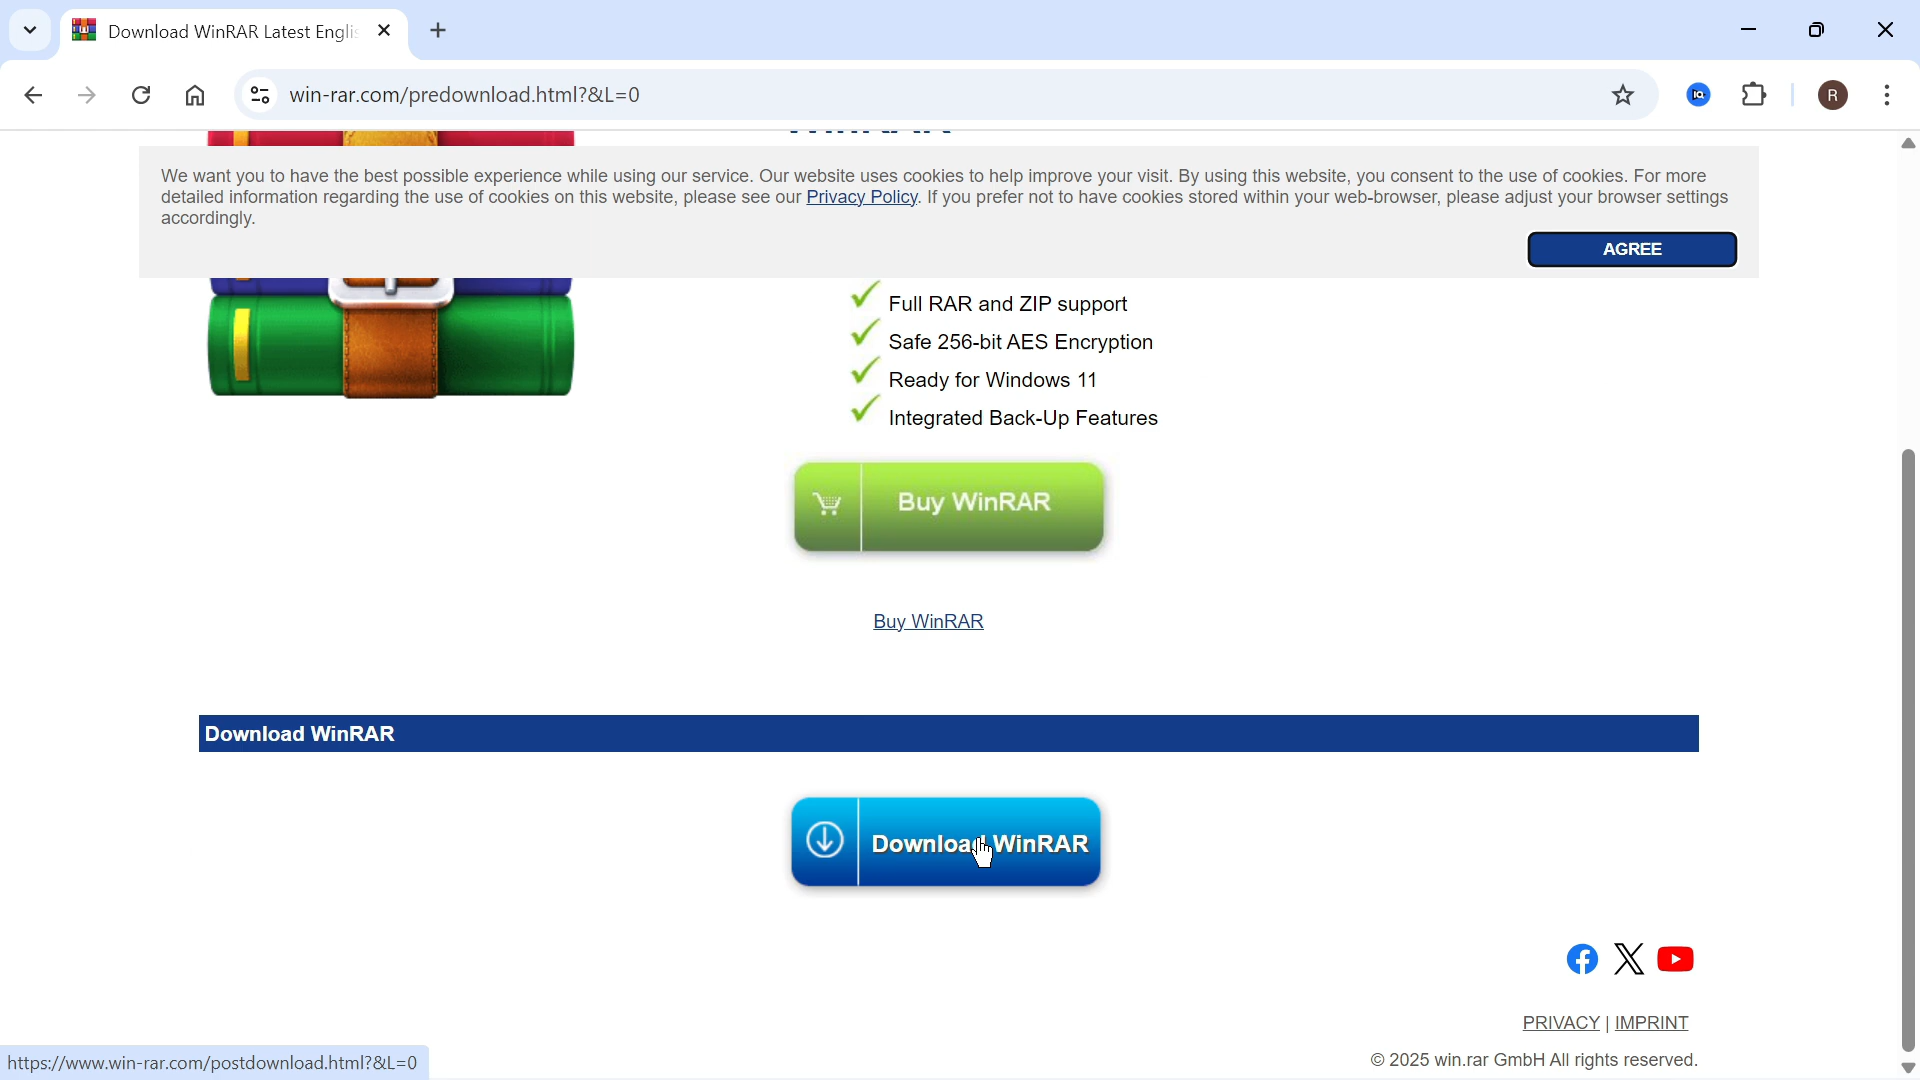 Download WinRAR Latest Englis
win-rar.com/predownload.html?&L=0
R
We want you to have the best possible experience while using our service. Our website uses cookies to help improve your visit. By using this website, you consent to the use of cookies. For more
detailed information regarding the use of cookies on this website, please see our Privacy Policy. If you prefer not to have cookies stored within your web-browser, please adjust your browser settings
accordingly.
AGREE
Full RAR and ZIP support
Safe 256-bit AES Encryption
Ready for Windows 11
Integrated Back-Up Features
Buy WinRAR
Buy WinRAR
Download WinRAR
Download WinRAR
PRIVACY | IMPRINT
© 2025 win.rar GmbH All rights reserved.
https://www.win-rar.com/postdownload.html?&L=0